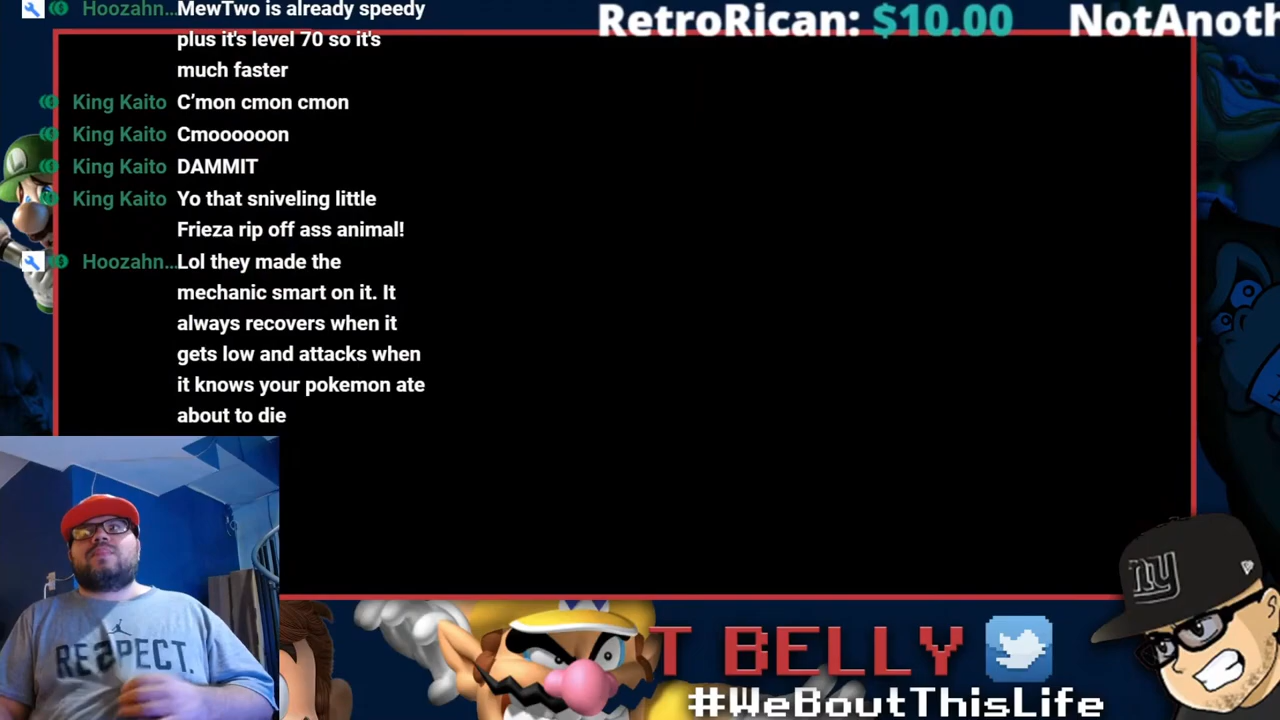 Hoozahn... MewTwo is already speedy
plus it's level 70 so it's
much faster
King Kaito C'mon cmon cmon
King Kaito Cmoooooon
King Kaito DAMMIT
King Kaito Yo that sniveling little
Frieza rip off ass animal!
Hoozahn... Lol they made the
mechanic smart on it. It
always recovers when it
gets low and attacks when
it knows your pokemon ate
about to die
RetroRican: $10.00 NotAnoth
RE2PECT.
T BELLY
#WeBoutThisLife
NY